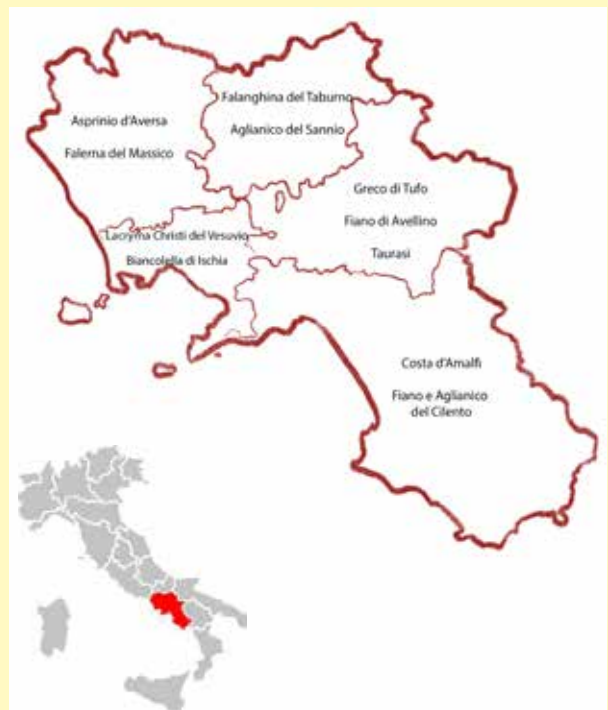 Falanghina del Taburno
Aglianico del Sannio
Asprinio d'Aversa
Falerna del Massico
Greco di Tufo
Fiano di Avellino
Taurasi
Lacryma Christi del Vesuvio
Biancolella di Ischia
Costa d'Amalfi
Fiano e Aglianico
del Cilento